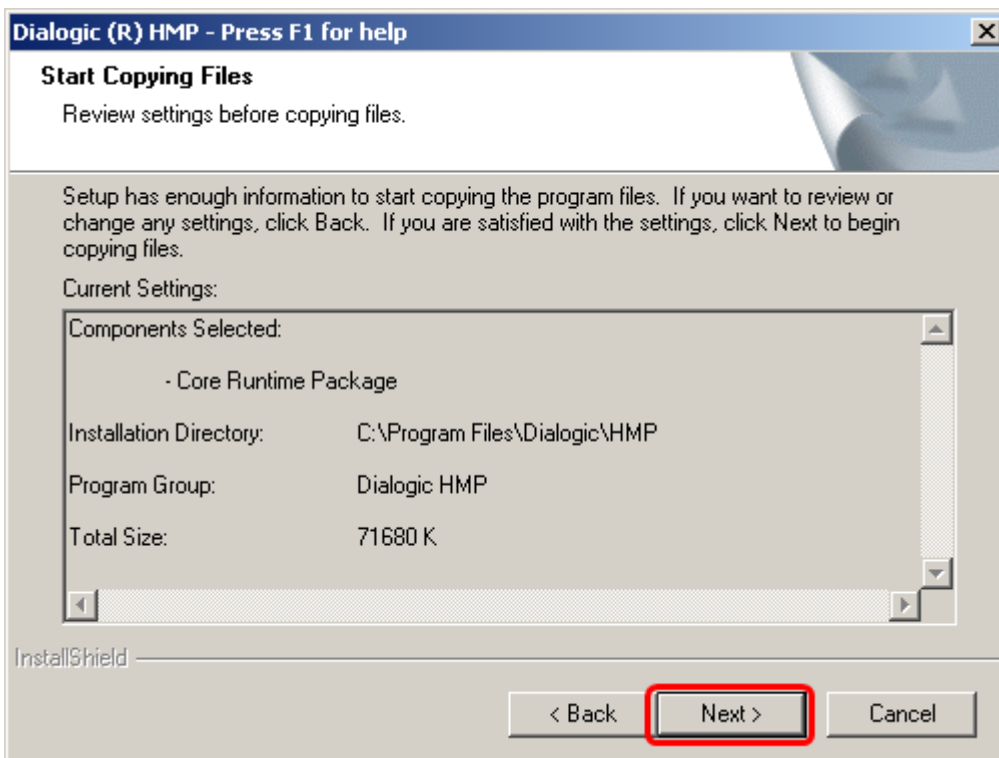 Dialogic (R) HMP - Press F1 for help
Start Copying Files
Review settings before copying files.
Setup has enough information to start copying the program files.  If you want to review or
change any settings, click Back.  If you are satisfied with the settings, click Next to begin
copying files.
Current Settings:
Components Selected:
- Core Runtime Package
Installation Directory: C:\Program Files\Dialogic\HMP
Program Group: Dialogic HMP
Total Size: 71680 K
InstallShield
< Back Next > Cancel